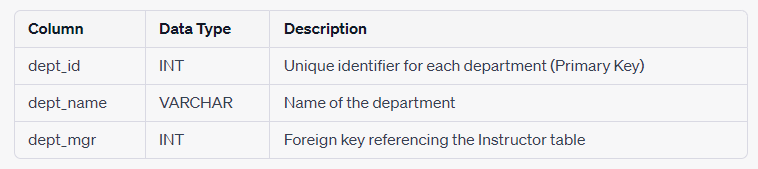 Column Data Type Description
dept_id INT Unique identifier for each department (Primary Key)
dept_name VARCHAR Name of the department
dept_mgr INT Foreign key referencing the Instructor table